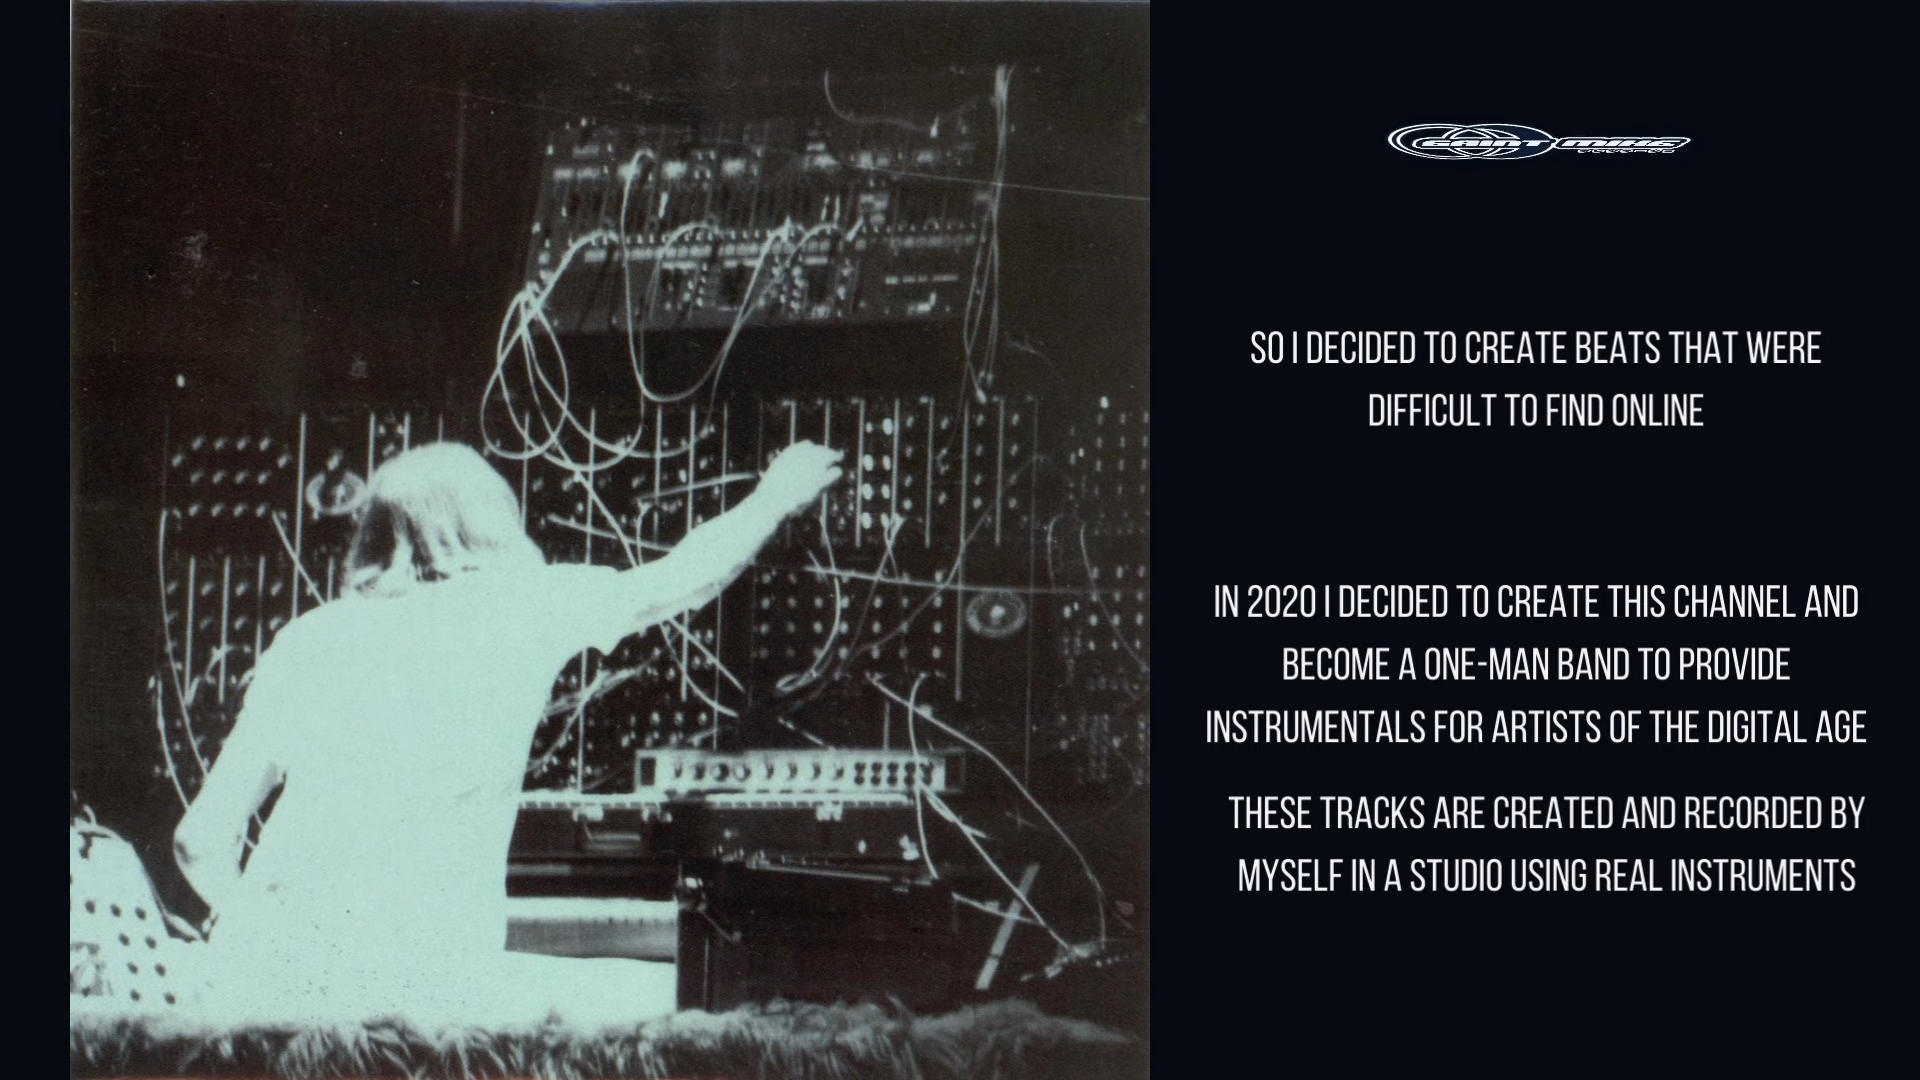 GAINT MIKE
SO I DECIDED TO CREATE BEATS THAT WERE
DIFFICULT TO FIND ONLINE
IN 2020 I DECIDED TO CREATE THIS CHANNEL AND
BECOME A ONE-MAN BAND TO PROVIDE
INSTRUMENTALS FOR ARTISTS OF THE DIGITAL AGE
THESE TRACKS ARE CREATED AND RECORDED BY
MYSELF IN A STUDIO USING REAL INSTRUMENTS